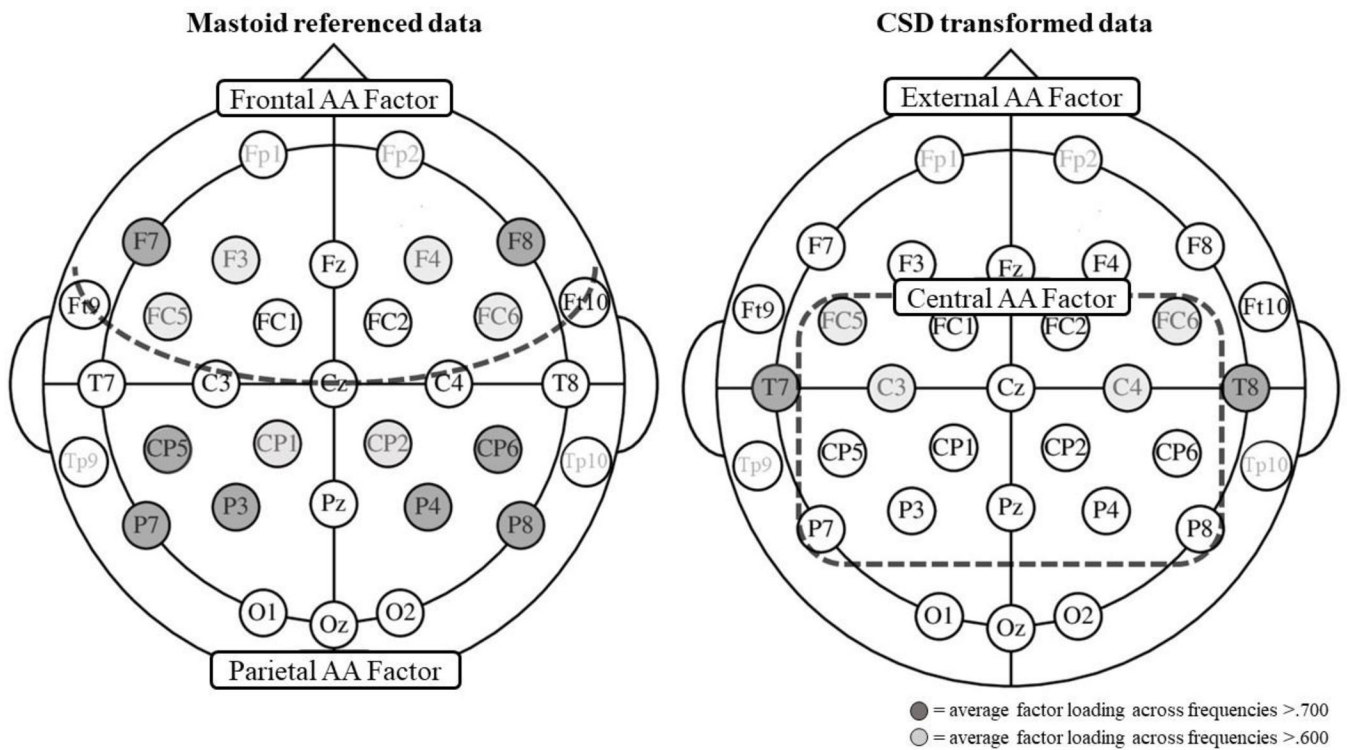 Mastoid referenced data
Frontal AA Factor
Fp1 Fp2
F7 F3 Fz F4 F8
Ft9 FC5 FC1 FC2 FC6 Ft10
T7 C3 Cz C4 T8
Tp9 CP5 CP1 CP2 CP6 Tp10
P7 P3 Pz P4 P8
O1 Oz O2
Parietal AA Factor
CSD transformed data
External AA Factor
Fp1 Fp2
F7 F3 Fz F4 F8
Central AA Factor
Ft9 FC5 FC1 FC2 FC6 Ft10
T7 C3 Cz C4 T8
Tp9 CP5 CP1 CP2 CP6 Tp10
P7 P3 Pz P4 P8
O1 Oz O2
= average factor loading across frequencies >.700
= average factor loading across frequencies >.600